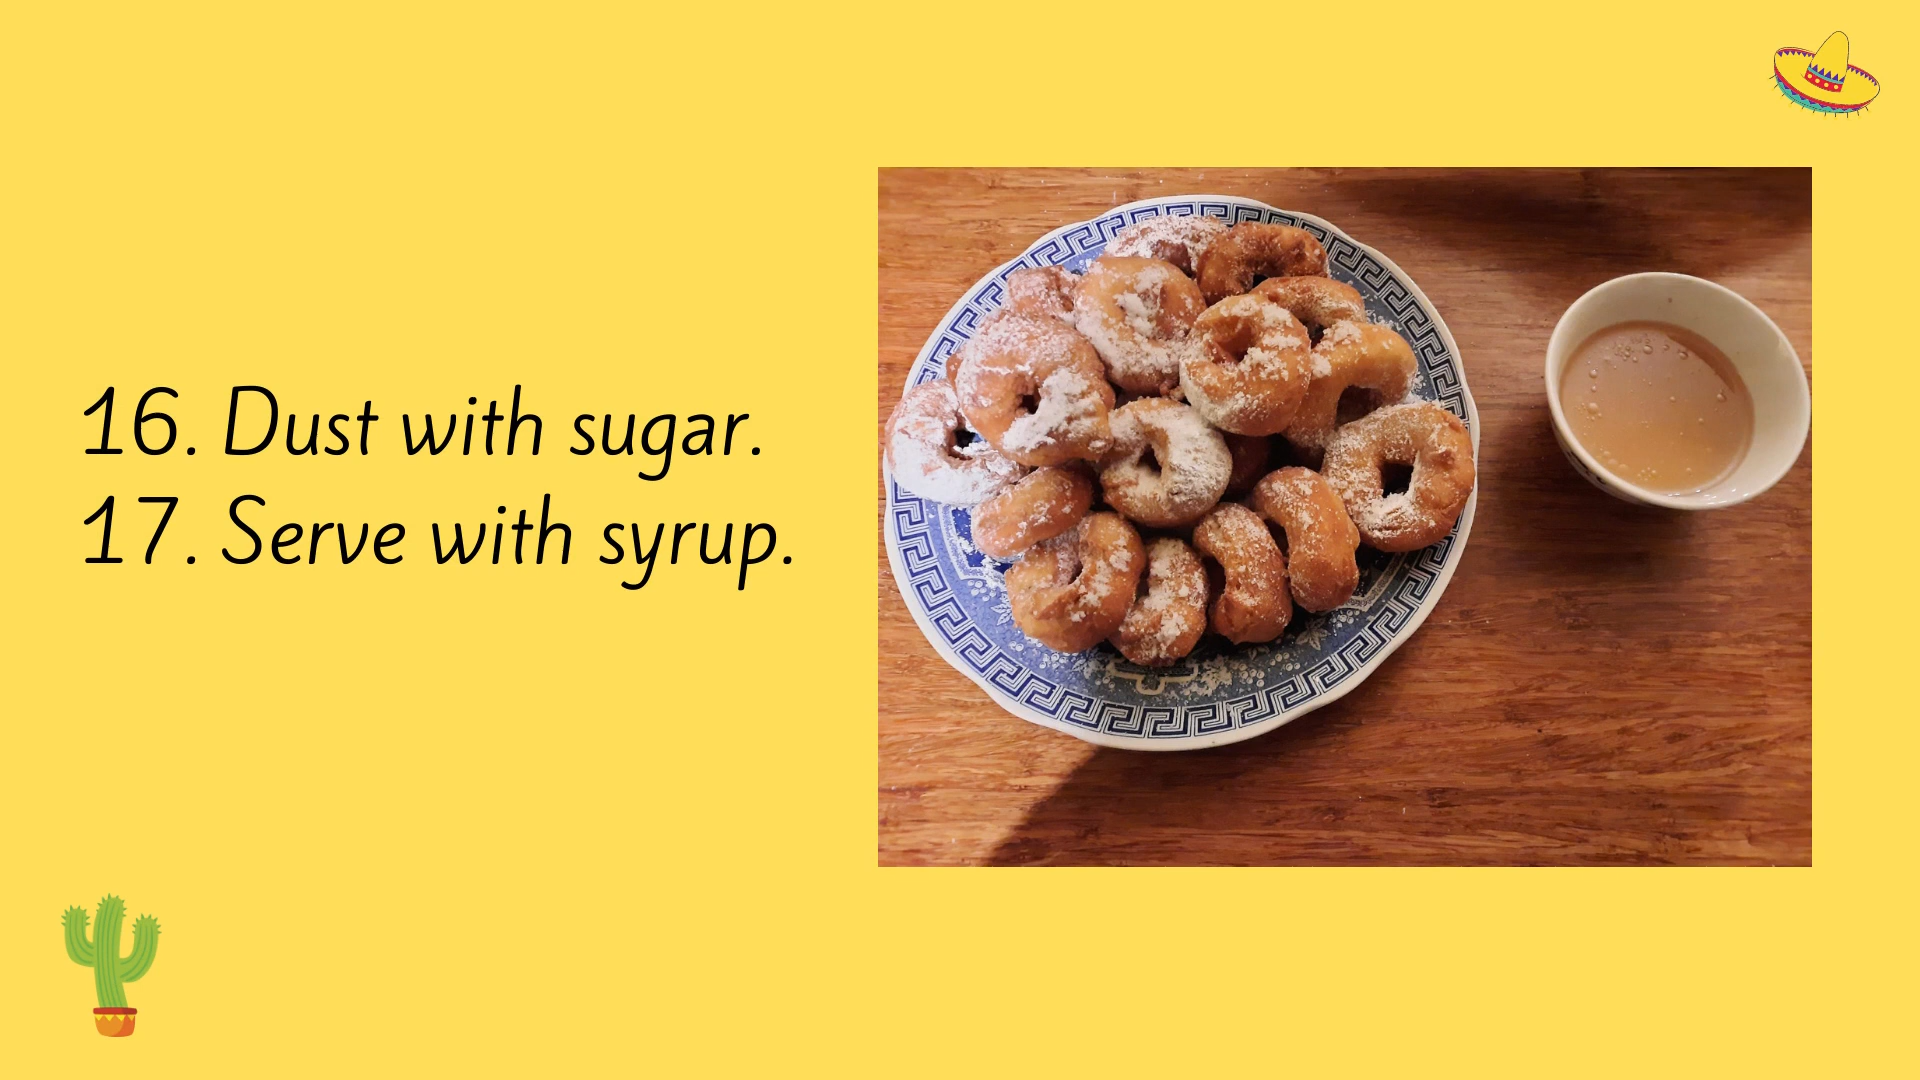 16. Dust with sugar.
17. Serve with syrup.